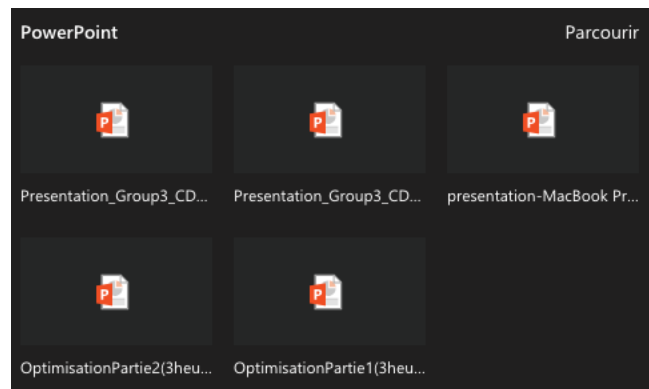 PowerPoint Parcourir
Presentation_Group3_CD... Presentation_Group3_CD... presentation-MacBook Pr...
OptimisationPartie2(3heu... OptimisationPartie1(3heu...